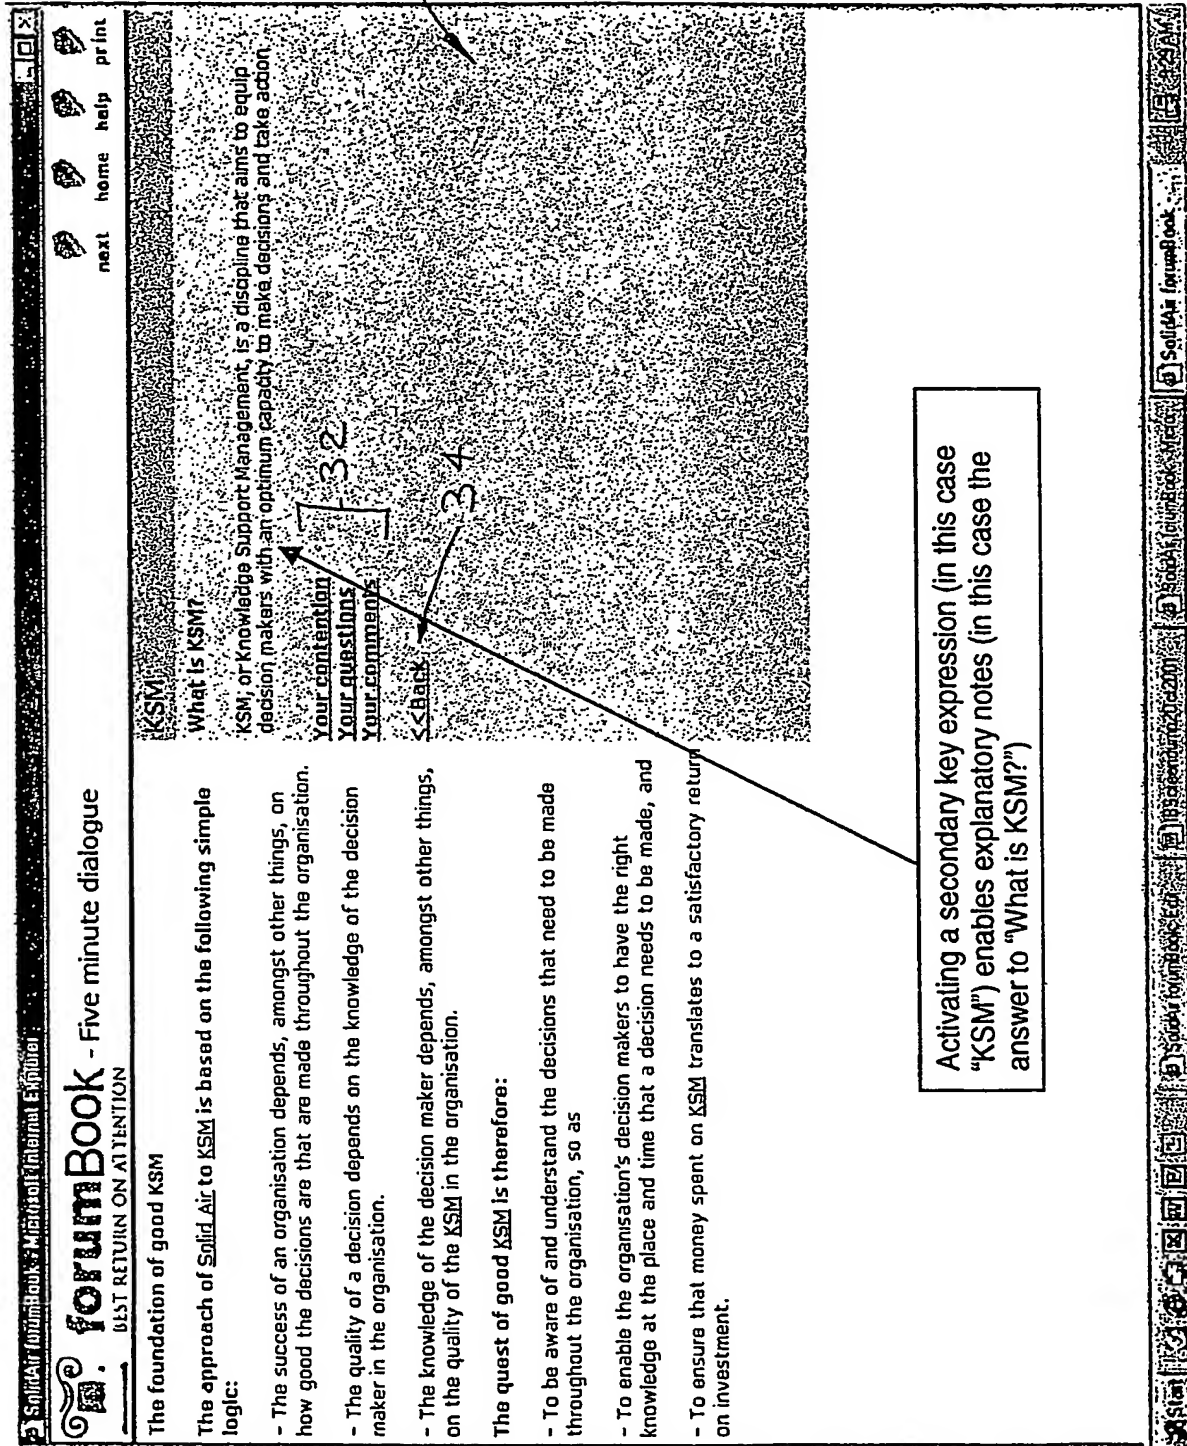 SolidAir forumBook - Microsoft Internet Explorer
forumBook - Five minute dialogue
BEST RETURN ON ATTENTION
next home help print
The foundation of good KSM
The approach of Solid Air to KSM is based on the following simple
logic:
- The success of an organisation depends, amongst other things, on
how good the decisions are that are made throughout the organisation.
- The quality of a decision depends on the knowledge of the decision
maker in the organisation.
- The knowledge of the decision maker depends, amongst other things,
on the quality of the KSM in the organisation.
The quest of good KSM is therefore:
- To be aware of and understand the decisions that need to be made
throughout the organisation, so as
- To enable the organisation's decision makers to have the right
knowledge at the place and time that a decision needs to be made, and
- To ensure that money spent on KSM translates to a satisfactory return
on investment.
KSM
What is KSM?
KSM, or Knowledge Support Management, is a discipline that aims to equip
decision makers with an optimum capacity to make decisions and take action
Your contention
Your questions
Your comments
32
<<Back
34
Activating a secondary key expression (in this case
"KSM") enables explanatory notes (in this case the
answer to "What is KSM?")
Start
SolidAir forumBook